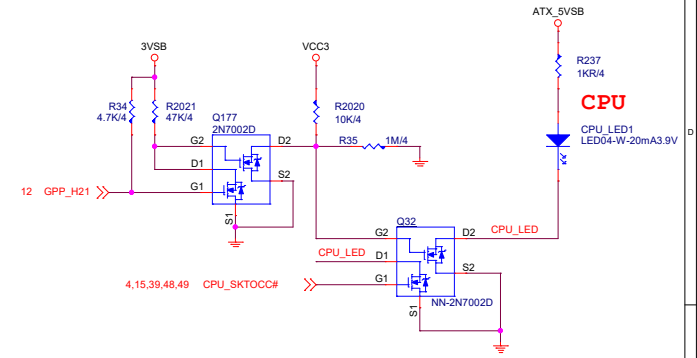 ATX_5VSB
3VSB
VCC3
R237
1KR/4
CPU
R34
4.7K/4
R2021
47K/4
Q177
2N7002D
R2020
10K/4
CPU_LED1
LED04-W-20mA3.9V
D
G2
D2
R35
1M/4
D1
S2
12 GPP_H21
G1
S1
Q32
G2
D2
CPU_LED
CPU_LED
D1
S2
4,15,39,48,49 CPU_SKTOCC#
G1
NN-2N7002D
S1